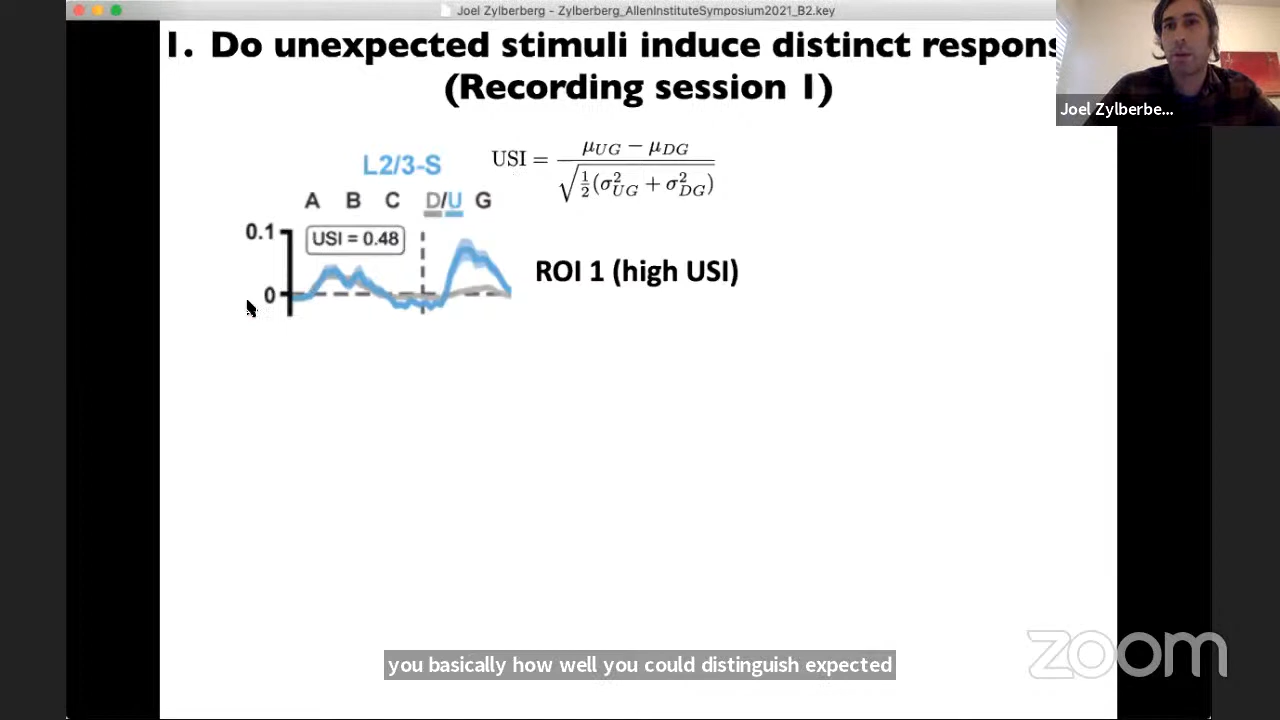 Joel Zylberberg - Zylberberg_AllenInstituteSymposium2021_B2.key
1. Do unexpected stimuli induce distinct respons
(Recording session 1)
Joel Zylberbe...
L2/3-S
USI = μUG − μDG / √½(σ²UG + σ²DG)
A B C D/U G
0.1
USI = 0.48
ROI 1 (high USI)
0
you basically how well you could distinguish expected
zoom